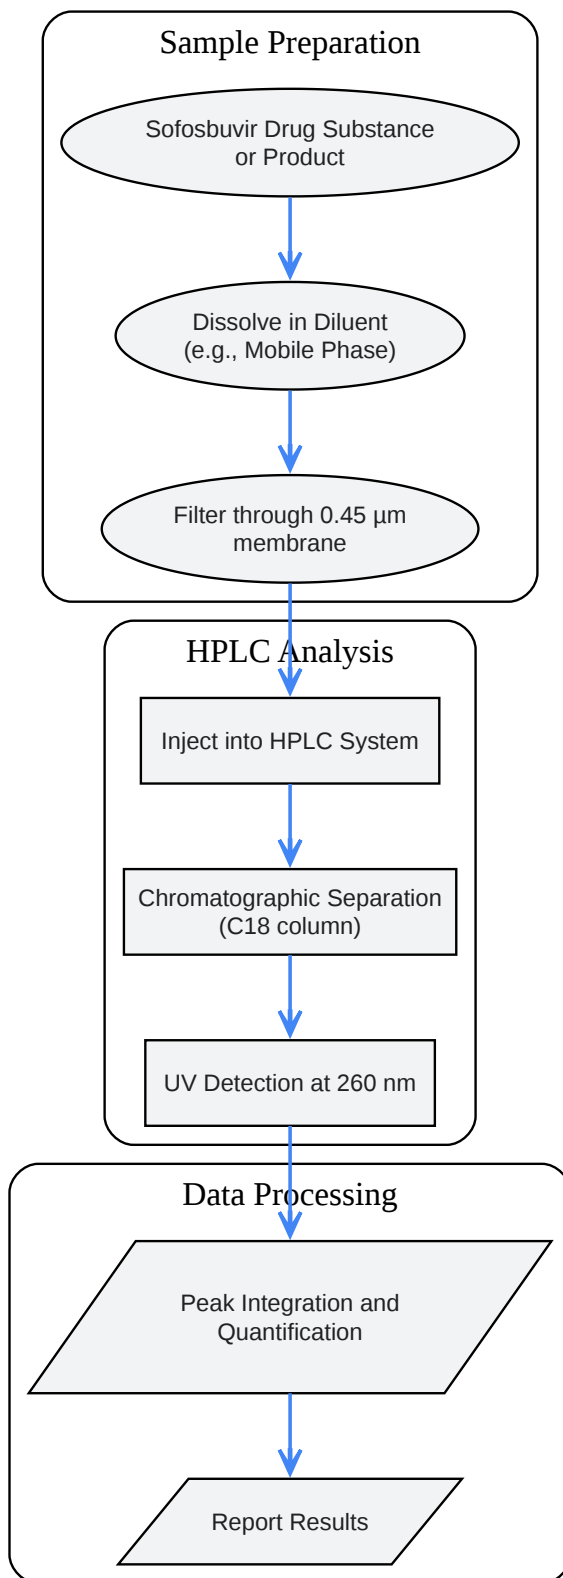 Sample Preparation
Sofosbuvir Drug Substance
or Product
Dissolve in Diluent
(e.g., Mobile Phase)
Filter through 0.45 µm
membrane
HPLC Analysis
Inject into HPLC System
Chromatographic Separation
(C18 column)
UV Detection at 260 nm
Data Processing
Peak Integration and
Quantification
Report Results